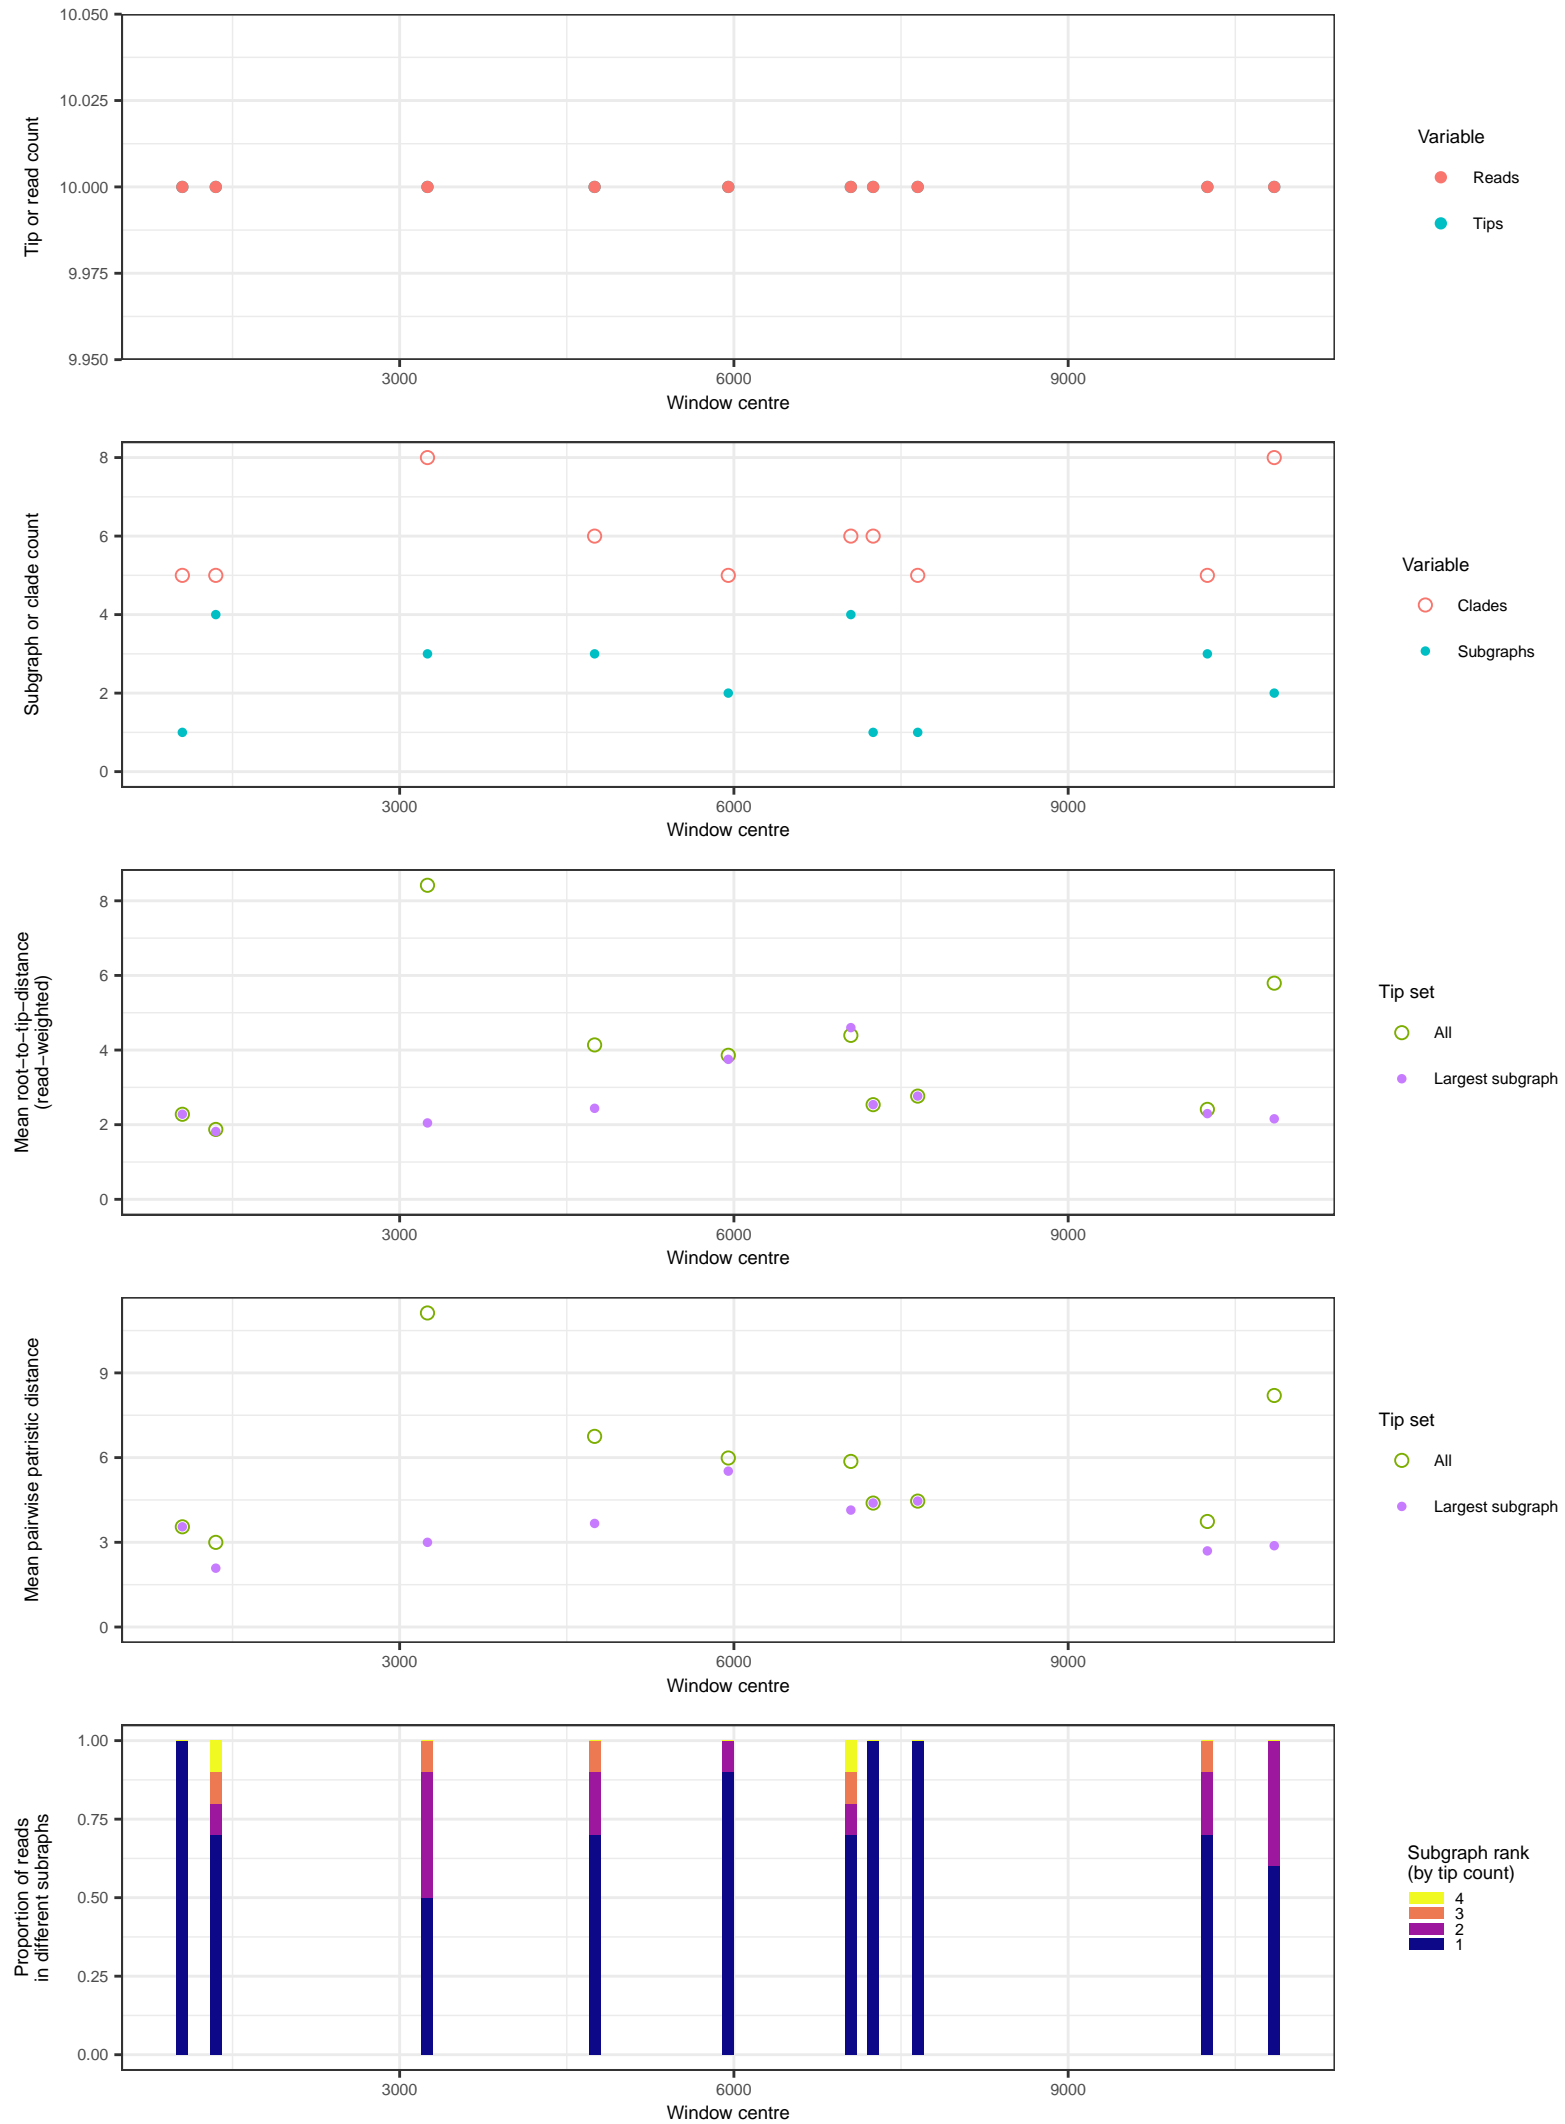 10.050
10.025
10.000
9.975
9.950
Tip or read count
3000
6000
9000
Window centre
Variable
Reads
Tips
8
6
4
2
0
Subgraph or clade count
3000
6000
9000
Window centre
Variable
Clades
Subgraphs
8
6
4
2
0
Mean root−to−tip−distance
(read−weighted)
3000
6000
9000
Window centre
Tip set
All
Largest subgraph
9
6
3
0
Mean pairwise patristic distance
3000
6000
9000
Window centre
Tip set
All
Largest subgraph
1.00
0.75
0.50
0.25
0.00
Proportion of reads
in different subraphs
3000
6000
9000
Window centre
Subgraph rank
(by tip count)
4
3
2
1